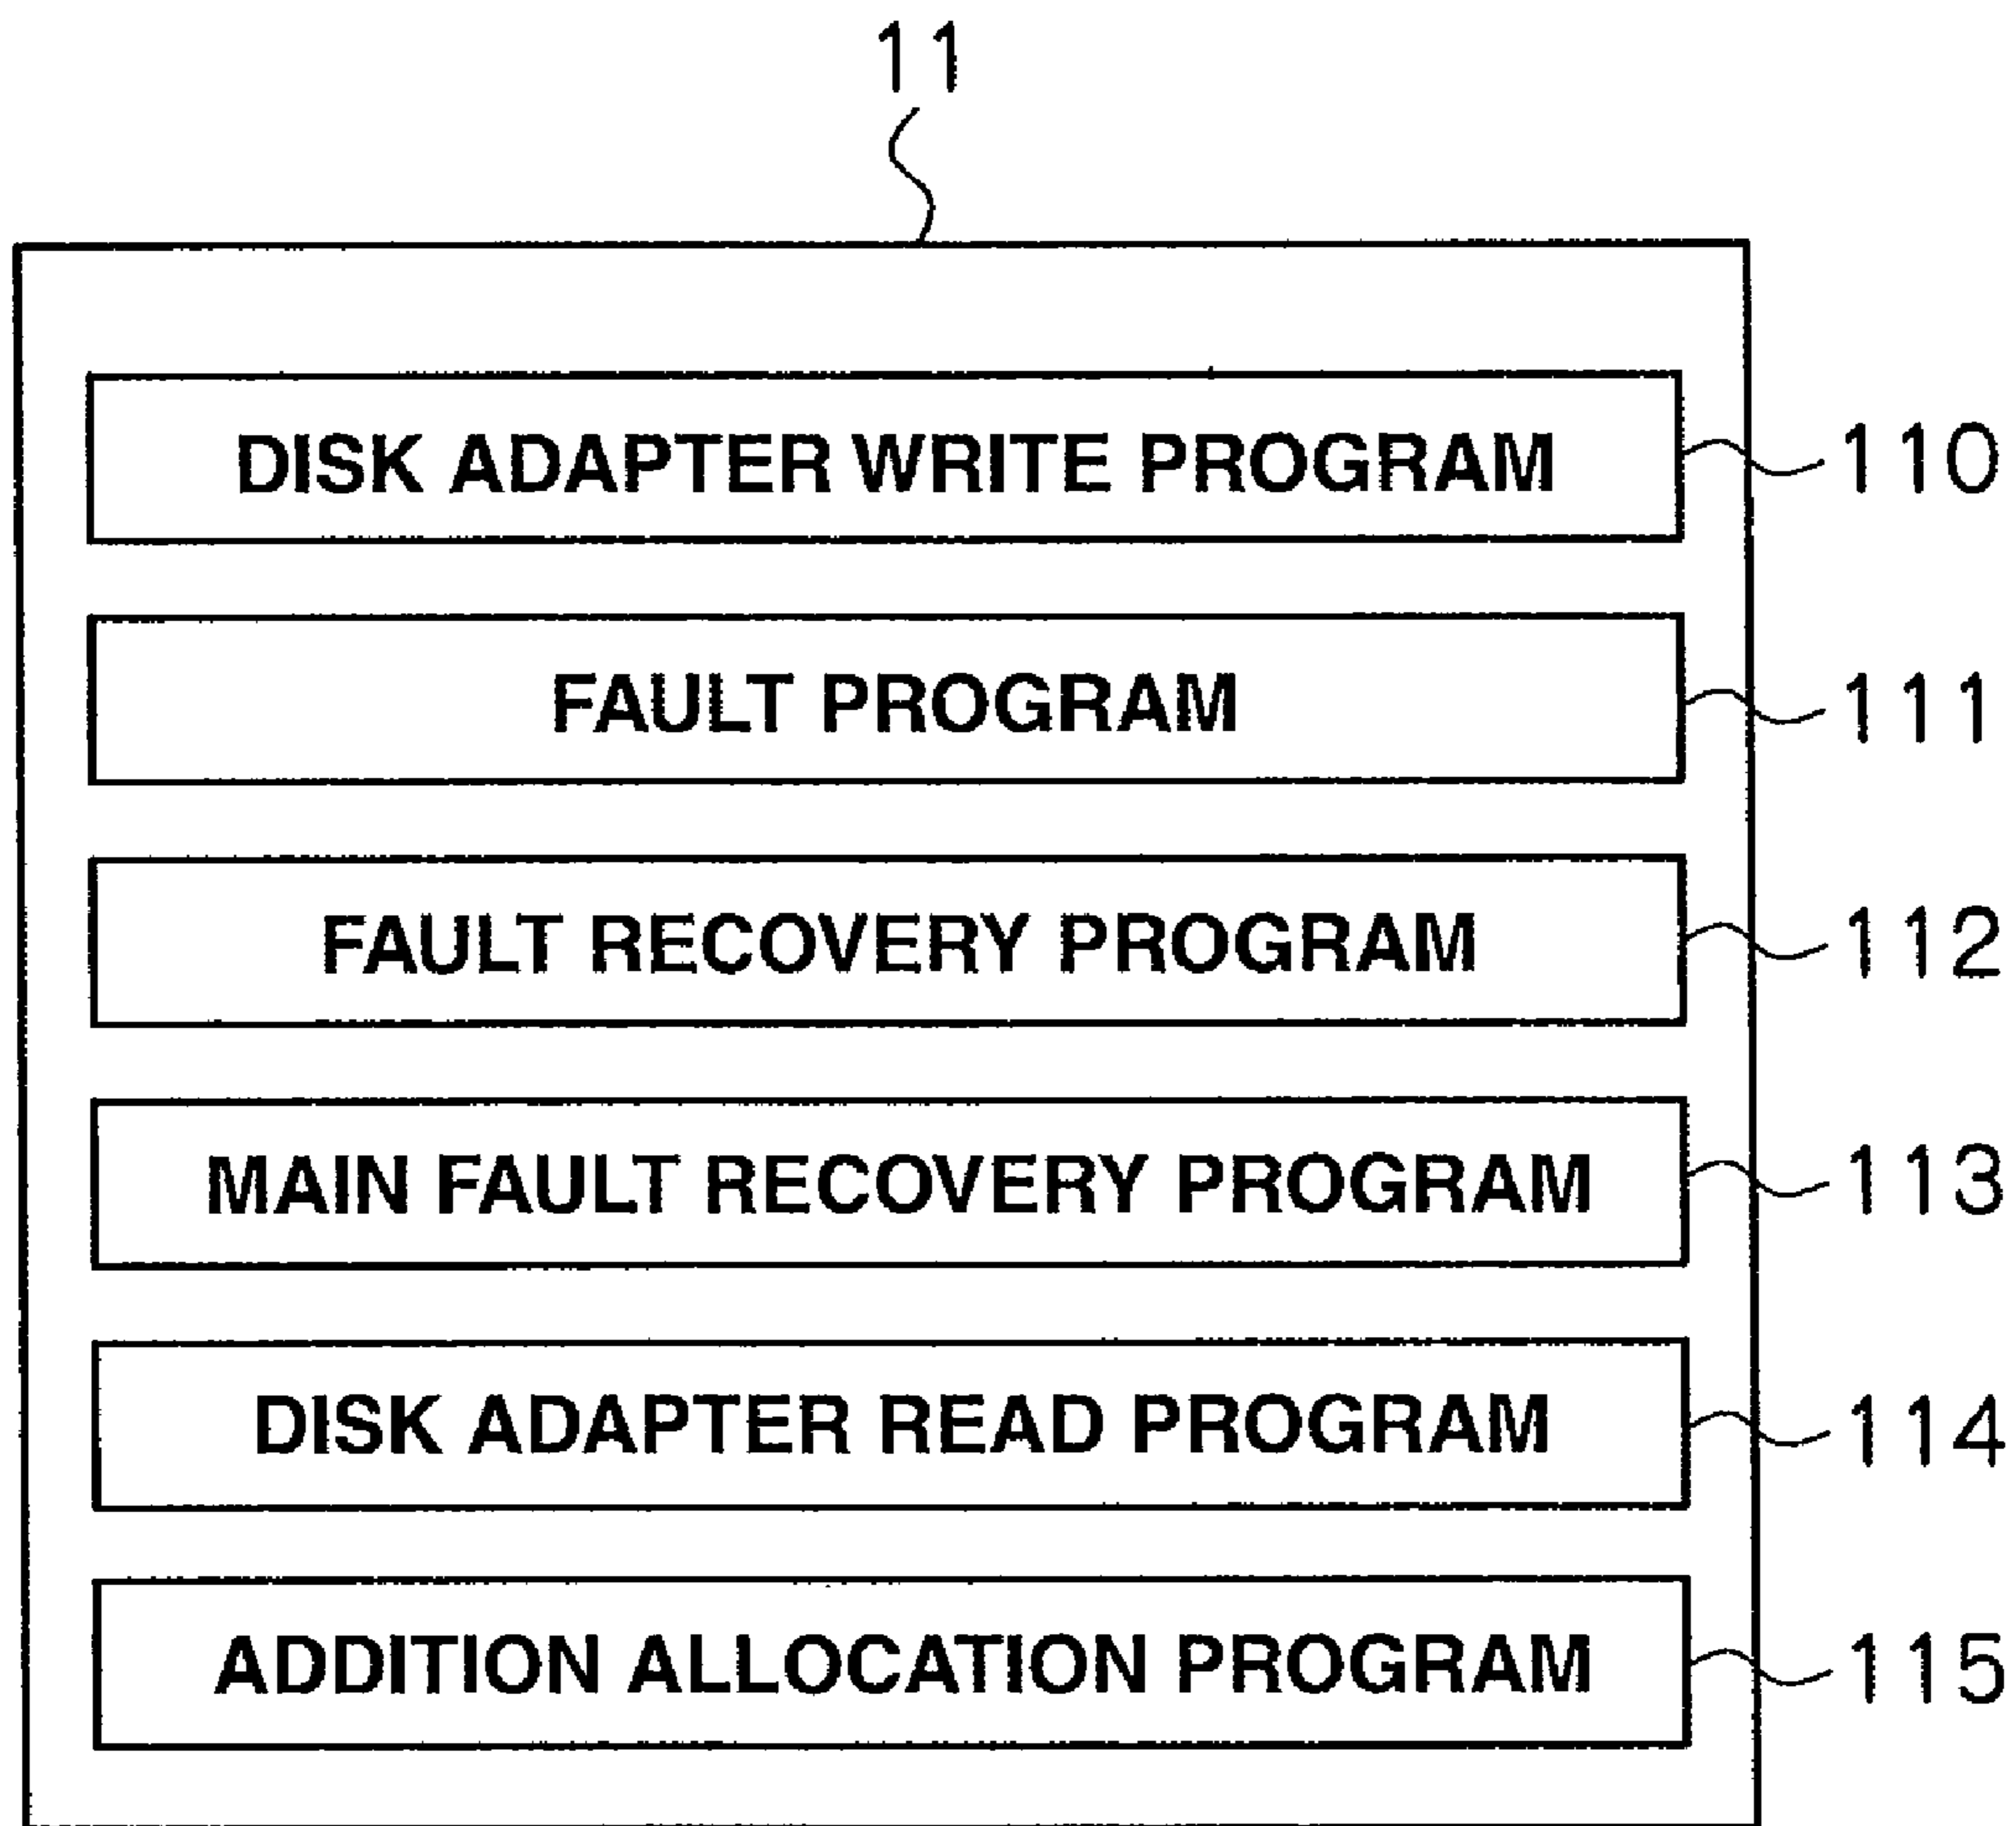 11
DISK ADAPTER WRITE PROGRAM 110
FAULT PROGRAM 111
FAULT RECOVERY PROGRAM 112
MAIN FAULT RECOVERY PROGRAM 113
DISK ADAPTER READ PROGRAM 114
ADDITION ALLOCATION PROGRAM 115